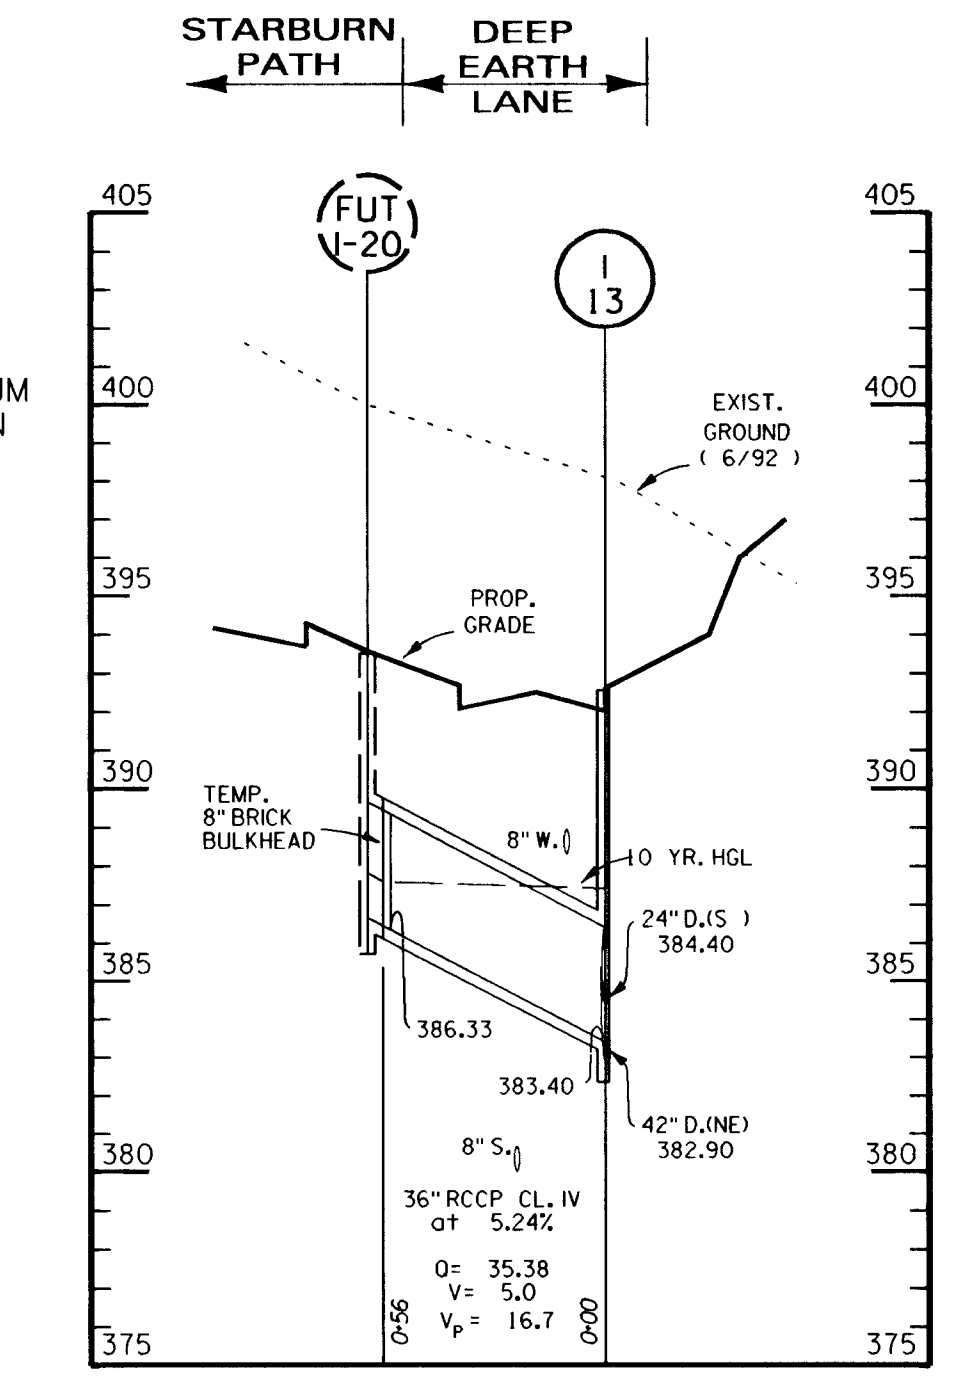 STARBURN
PATH
DEEP
EARTH
LANE
405
405
FUT
I-20
I
13
UM
N
400
400
EXIST.
GROUND
( 6/92 )
395
395
PROP.
GRADE
390
390
TEMP.
8" BRICK
BULKHEAD
8" W.
10 YR. HGL
24" D.(S )
384.40
385
385
386.33
383.40
42" D.(NE)
382.90
380
380
8" S.
36" RCCP CL. IV
at 5.24%
Q= 35.38
V= 5.0
Vp = 16.7
0+56
0+00
375
375